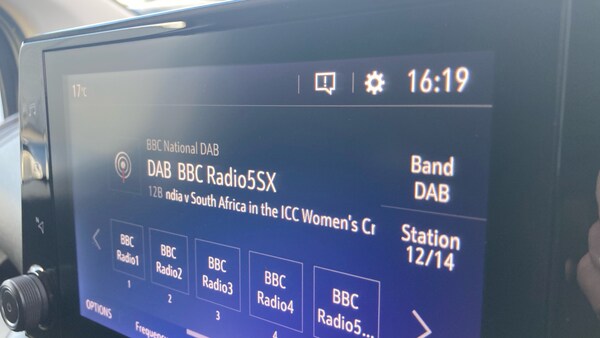 17°C
16:19
BBC National DAB
DAB BBC Radio5SX
12B ndia v South Africa in the ICC Women's Cr
Band
DAB
Station
12/14
BBC
Radio1
1
BBC
Radio2
2
BBC
Radio3
3
BBC
Radio4
4
BBC
Radio5...
OPTIONS
Frequenc